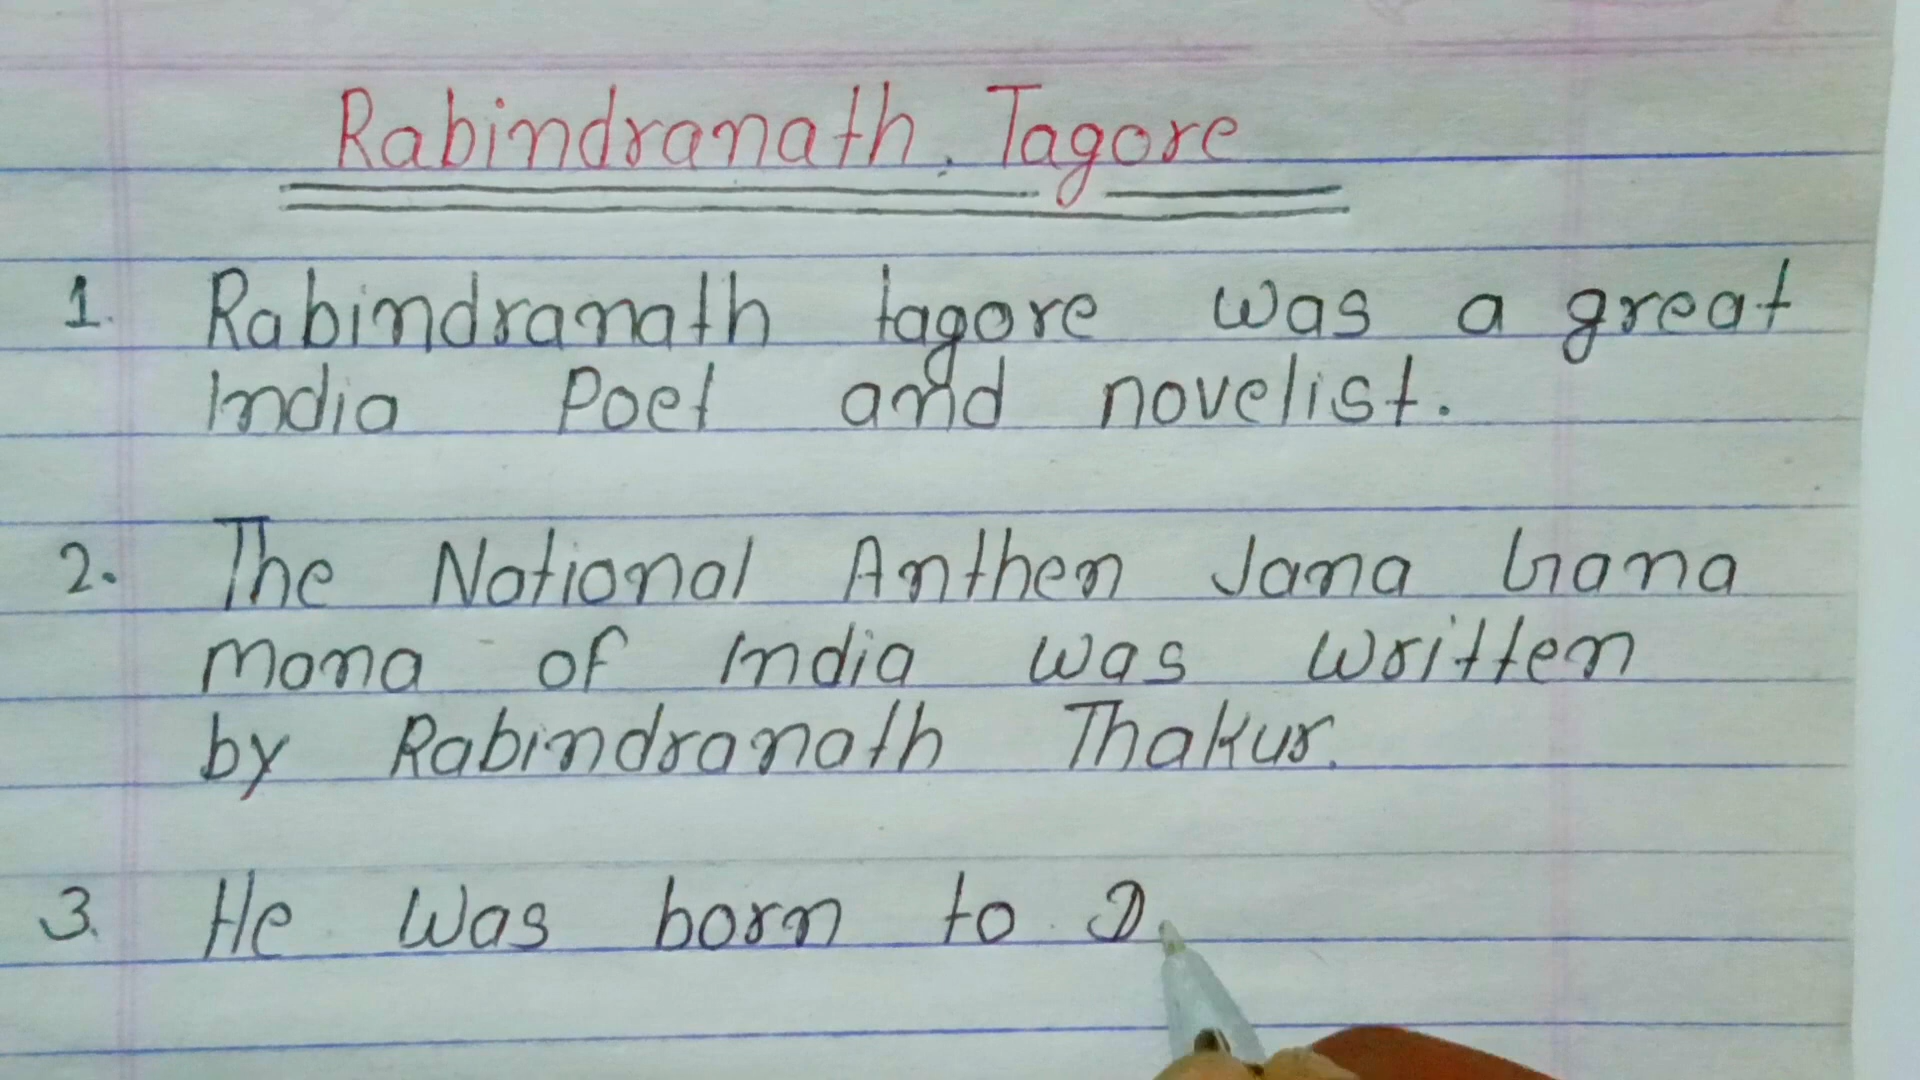 Rabindranath. Tagore
1. Rabindranath tagore was a great
India Poet and novelist.
2. The National Anthen Jana Gana
mana of India was written
by Rabindranath Thakur.
3. He was born to D